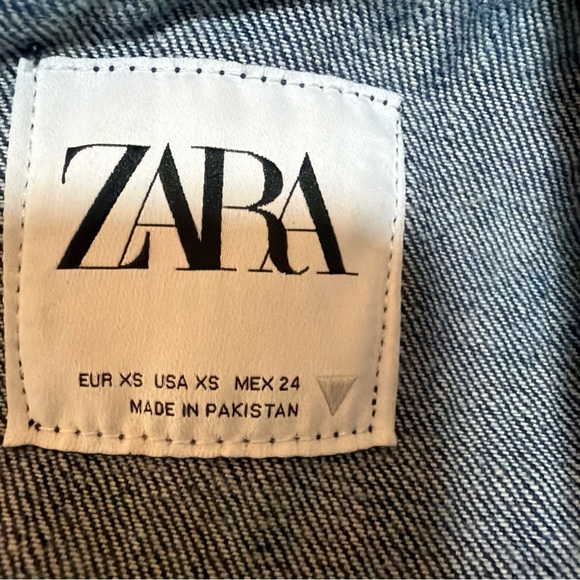 ZARA
EUR XS USA XS MEX 24
MADE IN PAKISTAN